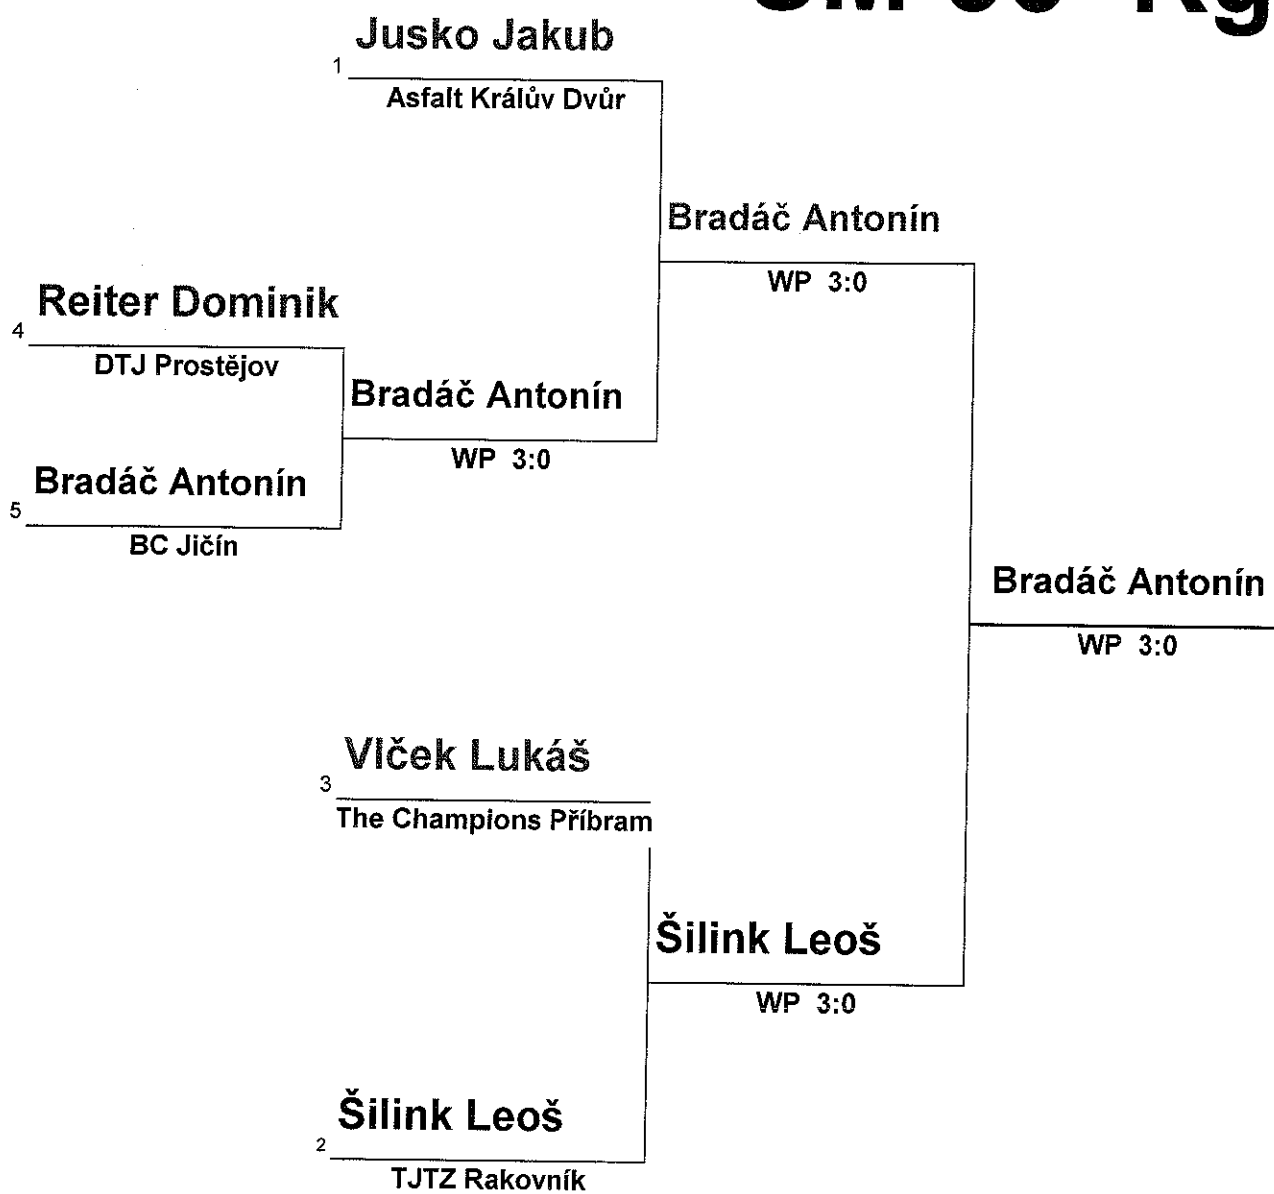 Jusko Jakub
1
Asfalt Králův Dvůr
Bradáč Antonín
WP 3:0
Reiter Dominik
4
DTJ Prostějov
Bradáč Antonín
WP 3:0
Bradáč Antonín
5
BC Jičín
Bradáč Antonín
WP 3:0
Vlček Lukáš
3
The Champions Příbram
Šilink Leoš
WP 3:0
Šilink Leoš
2
TJTZ Rakovník